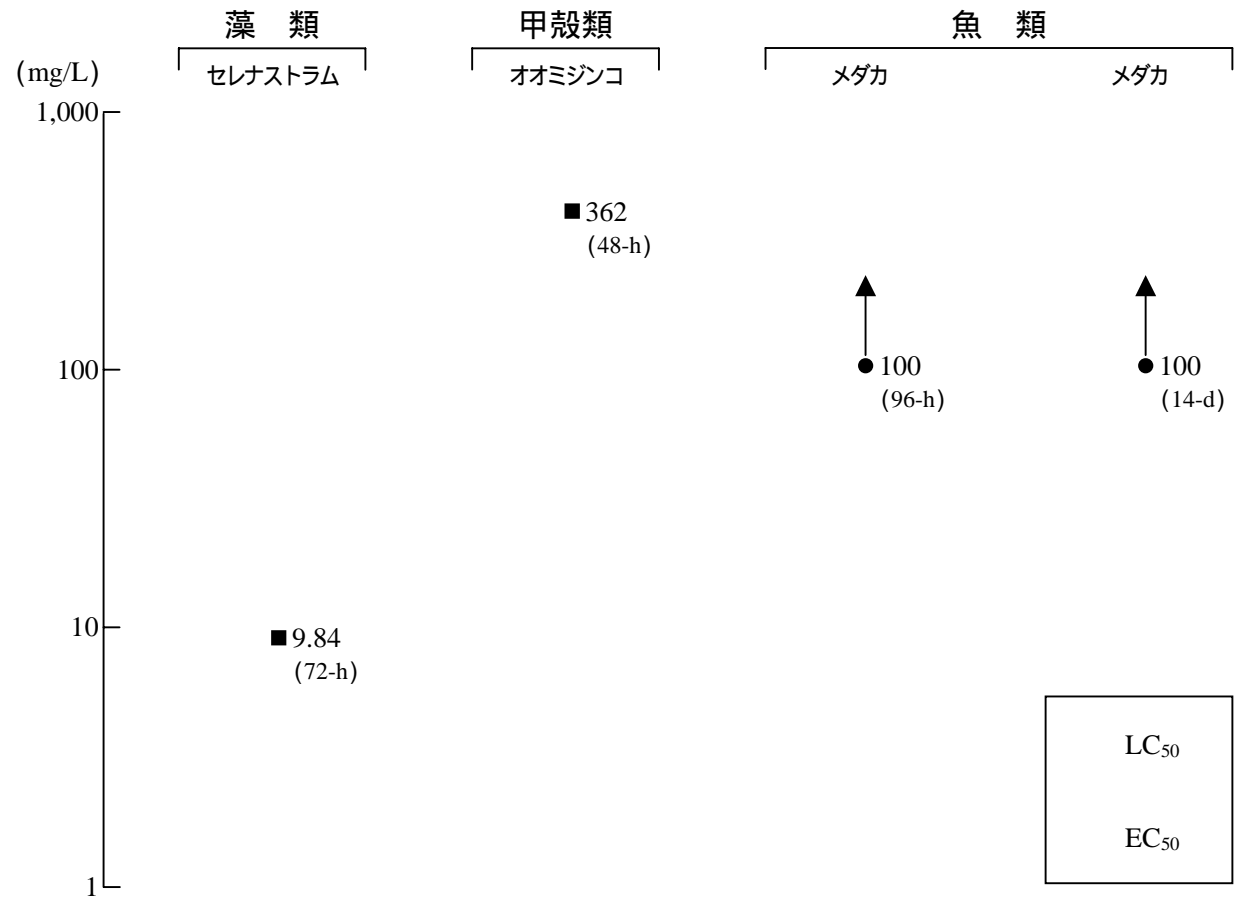 藻 類 甲殻類 魚 類
(mg/L) セレナストラム オオミジンコ メダカ メダカ
1,000
362
(48-h)
100 100 100
(96-h) (14-d)
10 9.84
(72-h)
LC₅₀
EC₅₀
1